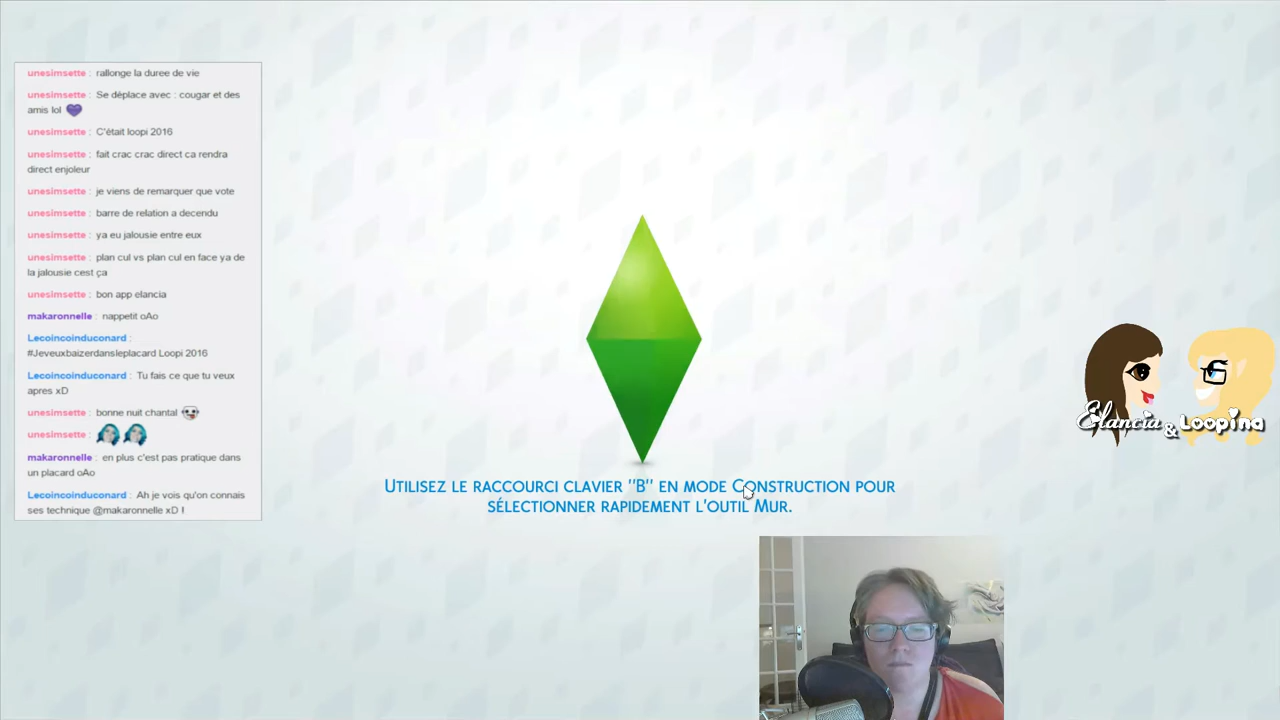 unesimsette : rallonge la duree de vie
unesimsette : Se déplace avec : cougar et des
amis lol
unesimsette : C'était loopi 2016
unesimsette : fait crac crac direct ca rendra
direct enjoleur
unesimsette : je viens de remarquer que vote
unesimsette : barre de relation a decendu
unesimsette : ya eu jalousie entre eux
unesimsette : plan cul vs plan cul en face ya de
la jalousie cest ça
unesimsette : bon app elancia
makaronnelle : nappetit oAo
Lecoincoinduconard :
#Jeveuxbaizerdansleplacard Loopi 2016
Lecoincoinduconard : Tu fais ce que tu veux
apres xD
unesimsette : bonne nuit chantal
unesimsette :
makaronnelle : en plus c'est pas pratique dans
un placard oAo
Lecoincoinduconard : Ah je vois qu'on connais
ses technique @makaronnelle xD !
UTILISEZ LE RACCOURCI CLAVIER "B" EN MODE CONSTRUCTION POUR
SÉLECTIONNER RAPIDEMENT L'OUTIL MUR.
Elancia & Loopina